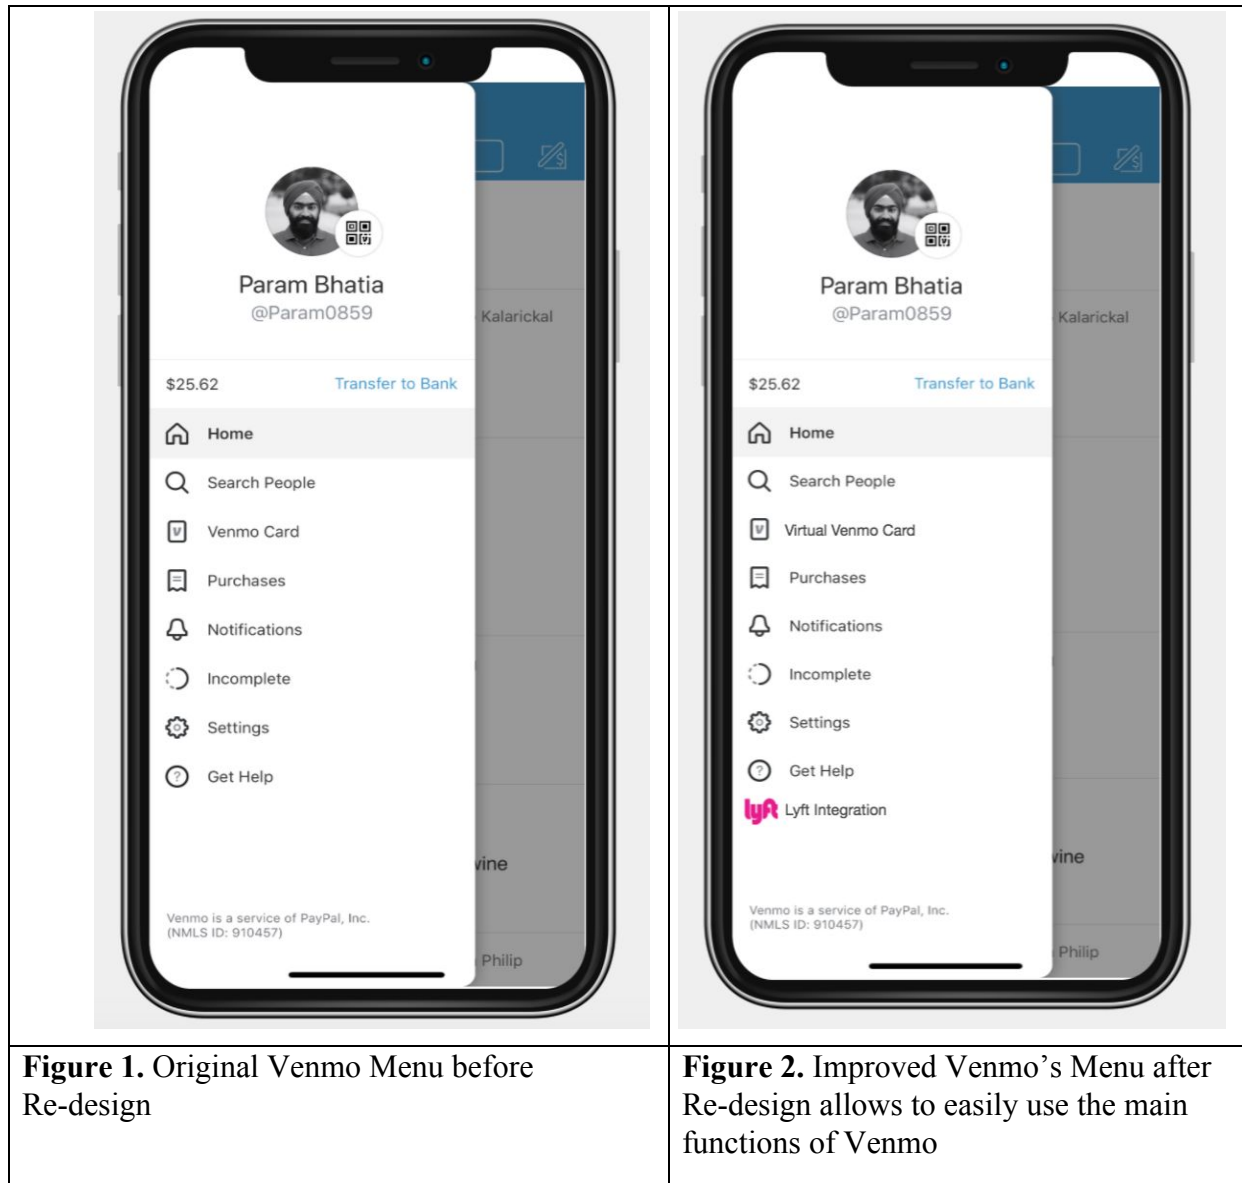 Param Bhatia
@Param0859
Kalarickal
$25.62 Transfer to Bank
Home
Search People
Venmo Card
Purchases
Notifications
Incomplete
Settings
Get Help
Venmo is a service of PayPal, Inc.
(NMLS ID: 910457)
Philip
Figure 1. Original Venmo Menu before
Re-design
Param Bhatia
@Param0859
Kalarickal
$25.62 Transfer to Bank
Home
Search People
Virtual Venmo Card
Purchases
Notifications
Incomplete
Settings
Get Help
lyft Lyft Integration
Venmo is a service of PayPal, Inc.
(NMLS ID: 910457)
Philip
Figure 2. Improved Venmo’s Menu after
Re-design allows to easily use the main
functions of Venmo